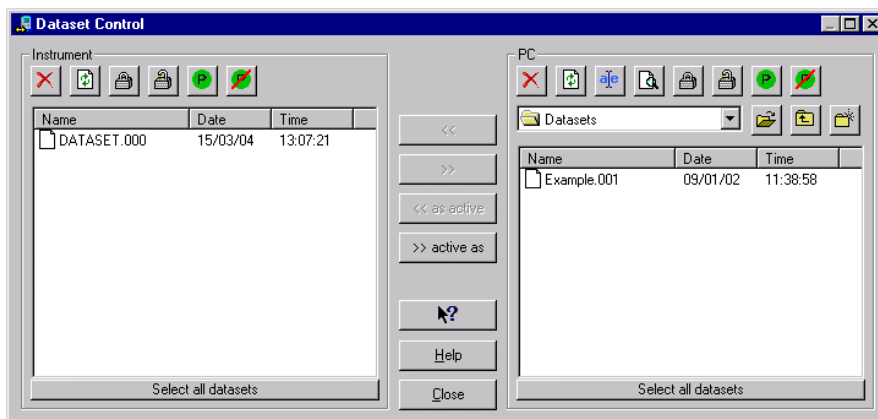 Dataset Control
Instrument
P P
Name Date Time
DATASET.000 15/03/04 13:07:21
Select all datasets
<<
>>
<< as active
>> active as
?
Help
Close
PC
a e P P
Datasets
Name Date Time
Example.001 09/01/02 11:38:58
Select all datasets